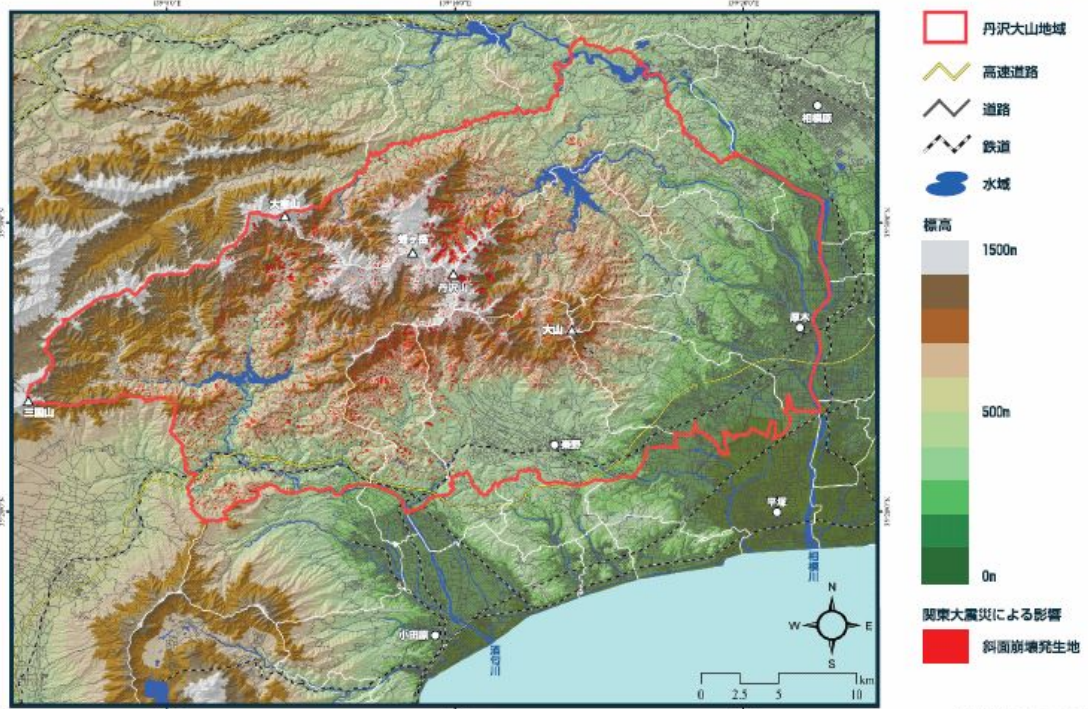 大室山
蛭ヶ岳
丹沢山
大山
三国山
相模原
厚木
秦野
平塚
小田原
相模川
酒匂川
N
W
E
S
0
2.5
5
10
km
丹沢大山地域
高速道路
道路
鉄道
水域
標高
1500m
500m
0m
関東大震災による影響
斜面崩壊発生地